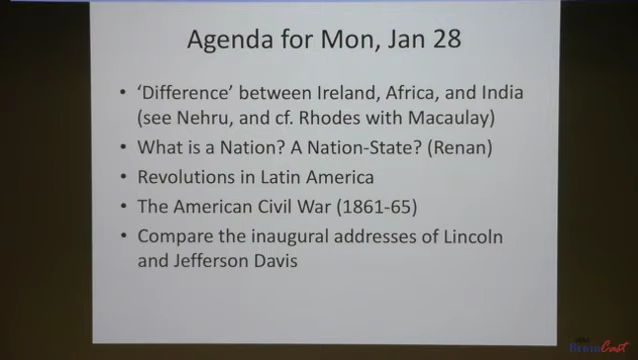 Agenda for Mon, Jan 28
• ‘Difference’ between Ireland, Africa, and India
(see Nehru, and cf. Rhodes with Macaulay)
• What is a Nation? A Nation-State? (Renan)
• Revolutions in Latin America
• The American Civil War (1861-65)
• Compare the inaugural addresses of Lincoln
and Jefferson Davis